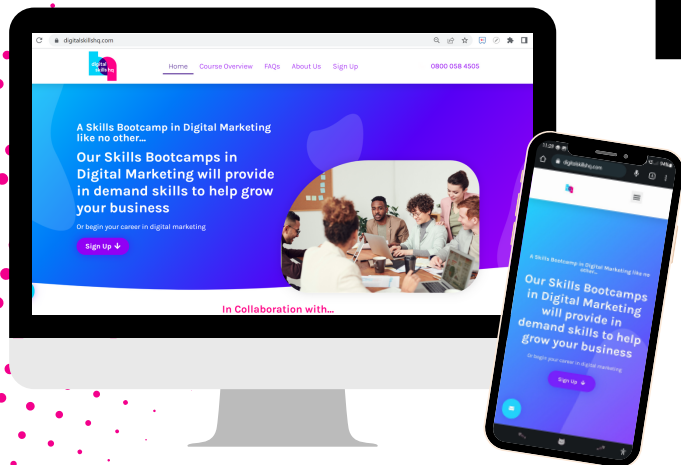 digitalskillshq.com
digital
skills hq
Home Course Overview FAQs About Us Sign Up 0800 058 4505
A Skills Bootcamp in Digital Marketing
like no other...
Our Skills Bootcamps in
Digital Marketing will provide
in demand skills to help grow
your business
Or begin your career in digital marketing
Sign Up ↓
In Collaboration with...
11:29
94%
digitalskillshq.com
A Skills Bootcamp in Digital Marketing like no
other...
Our Skills Bootcamps
in Digital Marketing
will provide in
demand skills to help
grow your business
Or begin your career in digital marketing
Sign Up ↓